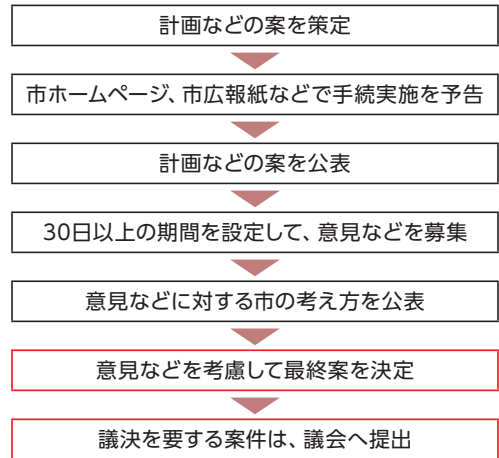 計画などの案を策定
市ホームページ、市広報紙などで手続実施を予告
計画などの案を公表
30日以上の期間を設定して、意見などを募集
意見などに対する市の考え方を公表
意見などを考慮して最終案を決定
議決を要する案件は、議会へ提出